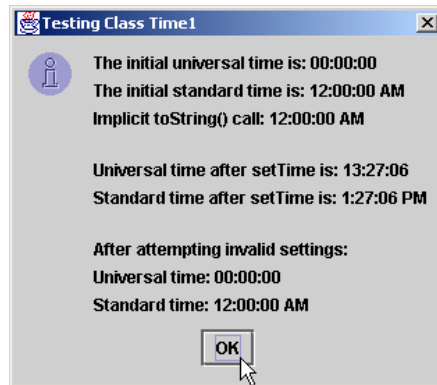 Testing Class Time1
The initial universal time is: 00:00:00
The initial standard time is: 12:00:00 AM
Implicit toString() call: 12:00:00 AM
Universal time after setTime is: 13:27:06
Standard time after setTime is: 1:27:06 PM
After attempting invalid settings:
Universal time: 00:00:00
Standard time: 12:00:00 AM
OK